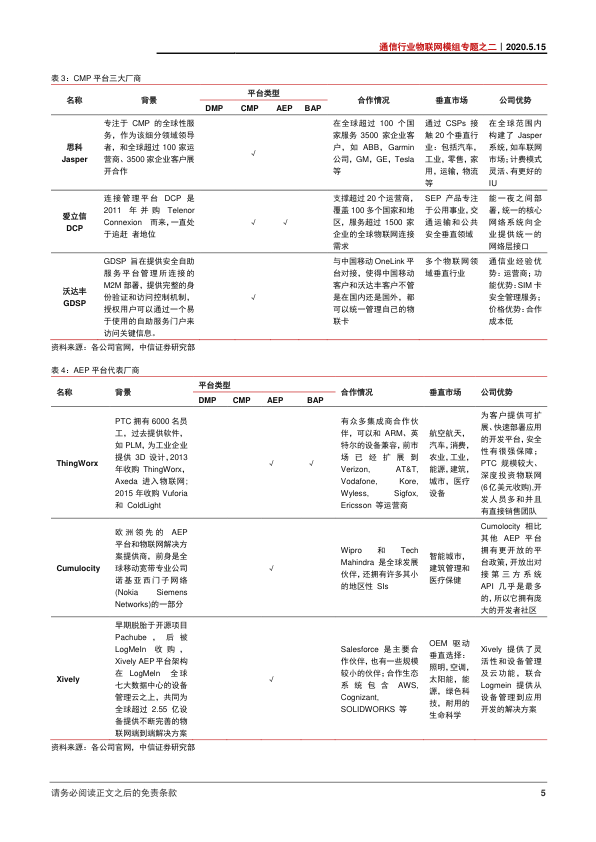 通信行业物联网模组专题之二｜2020.5.15
表 3：CMP 平台三大厂商
名称 背景 平台类型 合作情况 垂直市场 公司优势
DMP CMP AEP BAP
思科
Jasper
专注于 CMP 的全球性服
务，作为该细分领域领导
者，和全球超过 100 家运
营商、3500 家企业客户展
开合作
√
在全球超过 100 个国
家服务 3500 家企业客
户，如 ABB，Garmin
公司，GM，GE，Tesla
等
通过 CSPs 接
触 20 个垂直行
业：包括汽车，
工业，零售，家
用，运输，物流
等
在全球范围内
构建了 Jasper
系统，如车联网
市场；计费模式
灵活、有更好的
IU
爱立信
DCP
连接管理平台 DCP 是
2011 年并购 Telenor
Connexion 而来，一直处
于追赶 者地位
√ √
支撑超过 20 个运营商，
覆盖 100 多个国家和地
区，服务超过 1500 家
企业的全球物联网连接
需求
SEP 产品专注
于公用事业，交
通运输和公共
安全垂直领域
能一夜之间部
署，统一的核心
网络系统向企
业提供统一的
网络层接口
沃达丰
GDSP
GDSP 旨在提供安全自助
服务平台管理所连接的
M2M 部署，提供完整的身
份验证和访问控制机制，
授权用户可以通过一个易
于使用的自助服务门户来
访问关键信息。
√
与中国移动 OneLink 平
台对接，使得中国移动
客户和沃达丰客户不管
是在国内还是国外，都
可以统一管理自己的物
联卡
多个物联网领
域垂直行业
通信业经验优
势：运营商；功
能优势：SIM 卡
安全管理服务；
价格优势：合作
成本低
资料来源：各公司官网，中信证券研究部
表 4：AEP 平台代表厂商
名称 背景 平台类型 合作情况 垂直市场 公司优势
DMP CMP AEP BAP
ThingWorx
PTC 拥有 6000 名员
工，过去提供软件，
如 PLM，为工业企业
提供 3D 设计，2013
年收购 ThingWorx，
Axeda 进入物联网；
2015 年收购 Vuforia
和 ColdLight
√ √
有众多集成商合作伙
伴，可以和 ARM、英
特尔的设备兼容，前市
场已经扩展到
Verizon, AT&T,
Vodafone, Kore,
Wyless, Sigfox,
Ericsson 等运营商
航空航天，
汽车，消费，
农业，工业，
能源，建筑，
城市，医疗
设备
为客户提供可扩
展、快速部署应用
的开发平台，安全
性有很强保障；
PTC 规模较大、
深度投资物联网
(6 亿美元收购),开
发人员多和并且
有直接销售团队
Cumulocity
欧洲领先的 AEP
平台和物联网解决方
案提供商，前身是全
球移动宽带专业公司
诺基亚西门子网络
(Nokia Siemens
Networks)的一部分
√
Wipro 和 Tech
Mahindra 是全球发展
伙伴，还拥有许多其小
的地区性 SIs
智能城市，
建筑管理和
医疗保健
Cumolocity 相比
其他 AEP 平台
拥有更开放的平
台政策，开放出对
接第三方系统
API 几乎是最多
的，所以它拥有庞
大的开发者社区
Xively
早期脱胎于开源项目
Pachube，后被
LogMeIn 收购，
Xively AEP 平台架构
在 LogMeIn 全球
七大数据中心的设备
管理云之上，共同为
全球超过 2.55 亿设
备提供不断完善的物
联网端到端解决方案
√
Salesforce 是主要合
作伙伴，也有一些规模
较小的伙伴；合作生态
系统包含 AWS,
Cognizant,
SOLIDWORKS 等
OEM 驱动
垂直选择：
照明，空调，
太阳能，能
源，绿色科
技，耐用的
生命科学
Xively 提供了灵
活性和设备管理
及云功能，联合
Logmein 提供从
设备管理到应用
开发的解决方案
资料来源：各公司官网，中信证券研究部
请务必阅读正文之后的免责条款 5